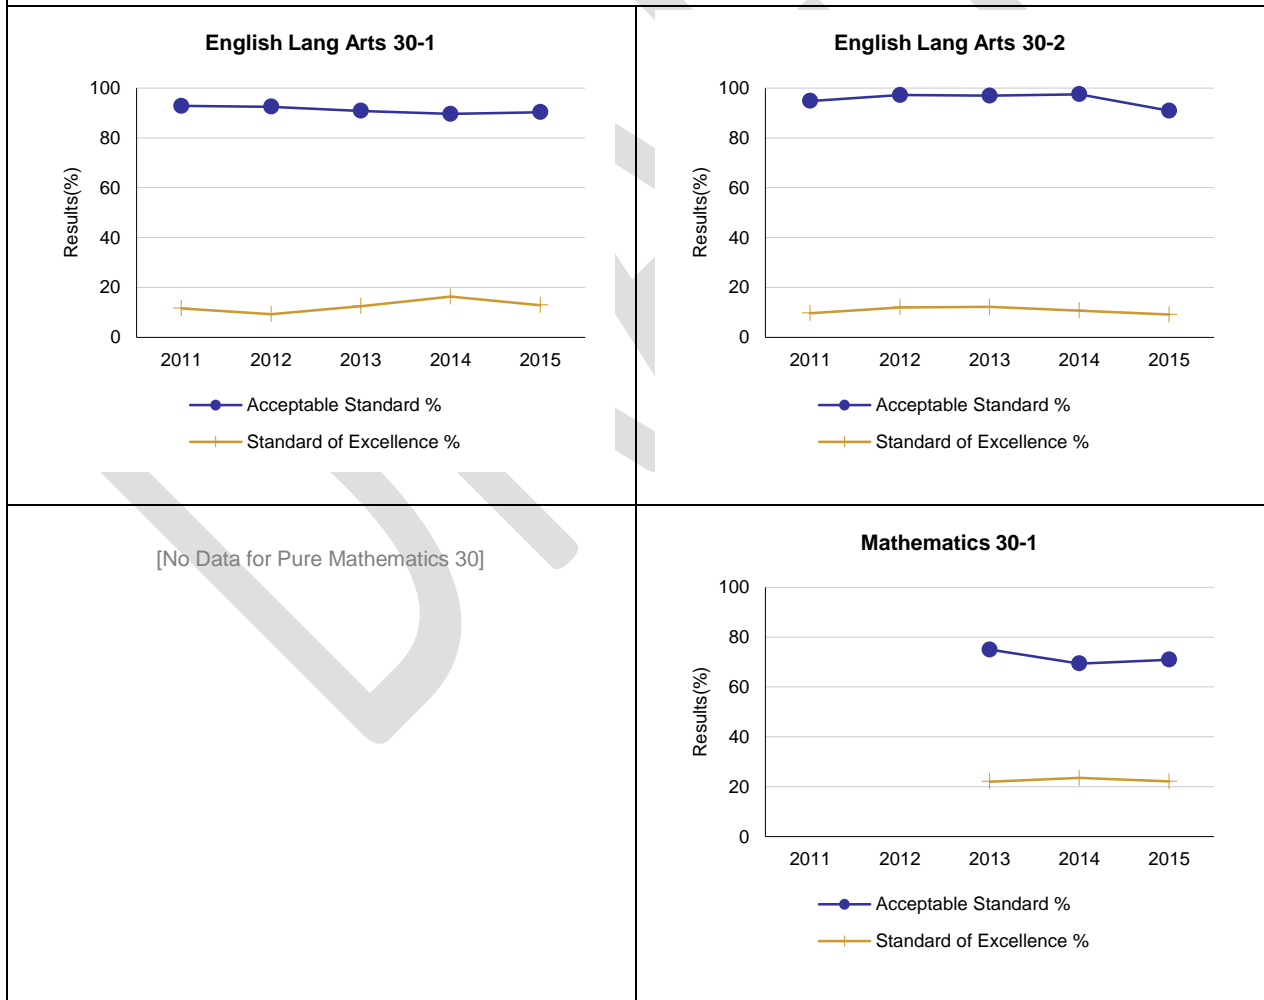 English Lang Arts 30-1
100
80
60
40
20
0
Results(%)
2011 2012 2013 2014 2015
Acceptable Standard %
Standard of Excellence %
English Lang Arts 30-2
100
80
60
40
20
0
Results(%)
2011 2012 2013 2014 2015
Acceptable Standard %
Standard of Excellence %
[No Data for Pure Mathematics 30]
Mathematics 30-1
100
80
60
40
20
0
Results(%)
2011 2012 2013 2014 2015
Acceptable Standard %
Standard of Excellence %